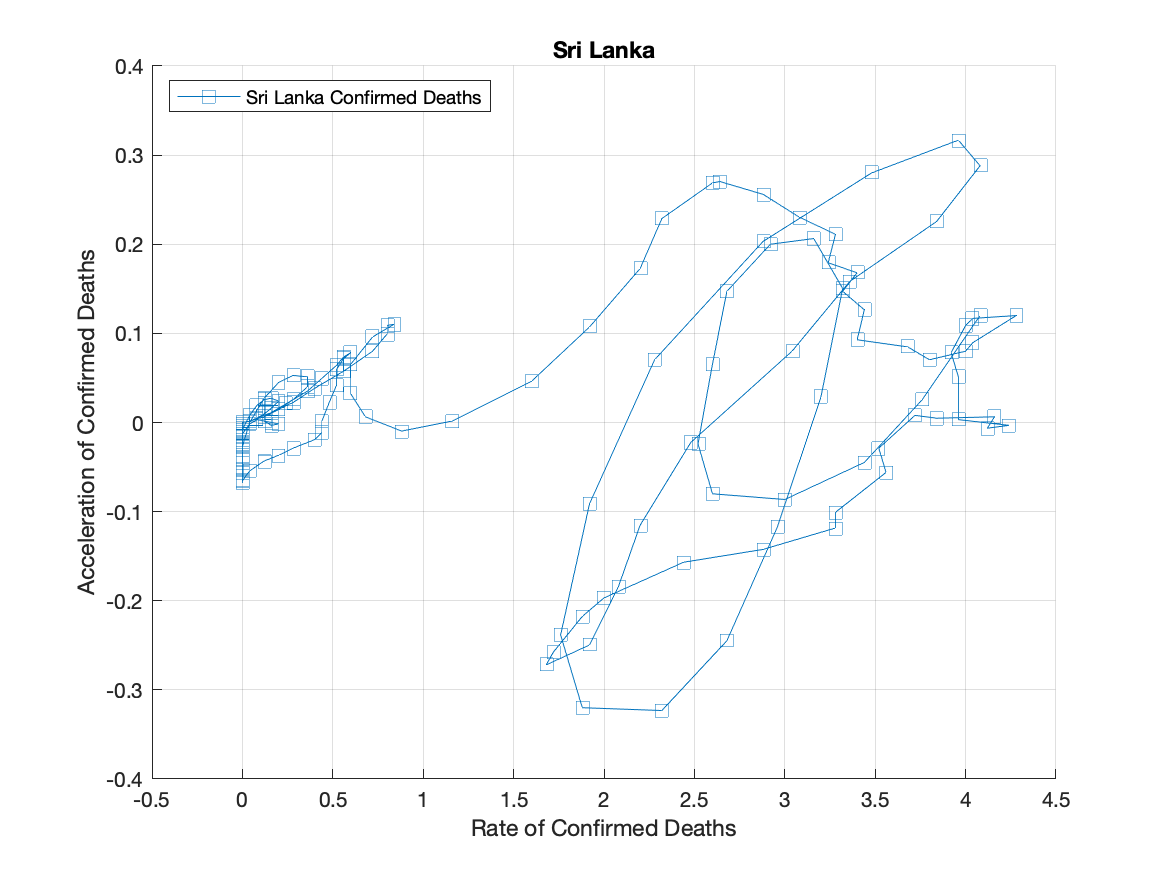 Sri Lanka
Sri Lanka Confirmed Deaths
0.4
0.3
0.2
0.1
0
-0.1
-0.2
-0.3
-0.4
Acceleration of Confirmed Deaths
-0.5 0 0.5 1 1.5 2 2.5 3 3.5 4 4.5
Rate of Confirmed Deaths